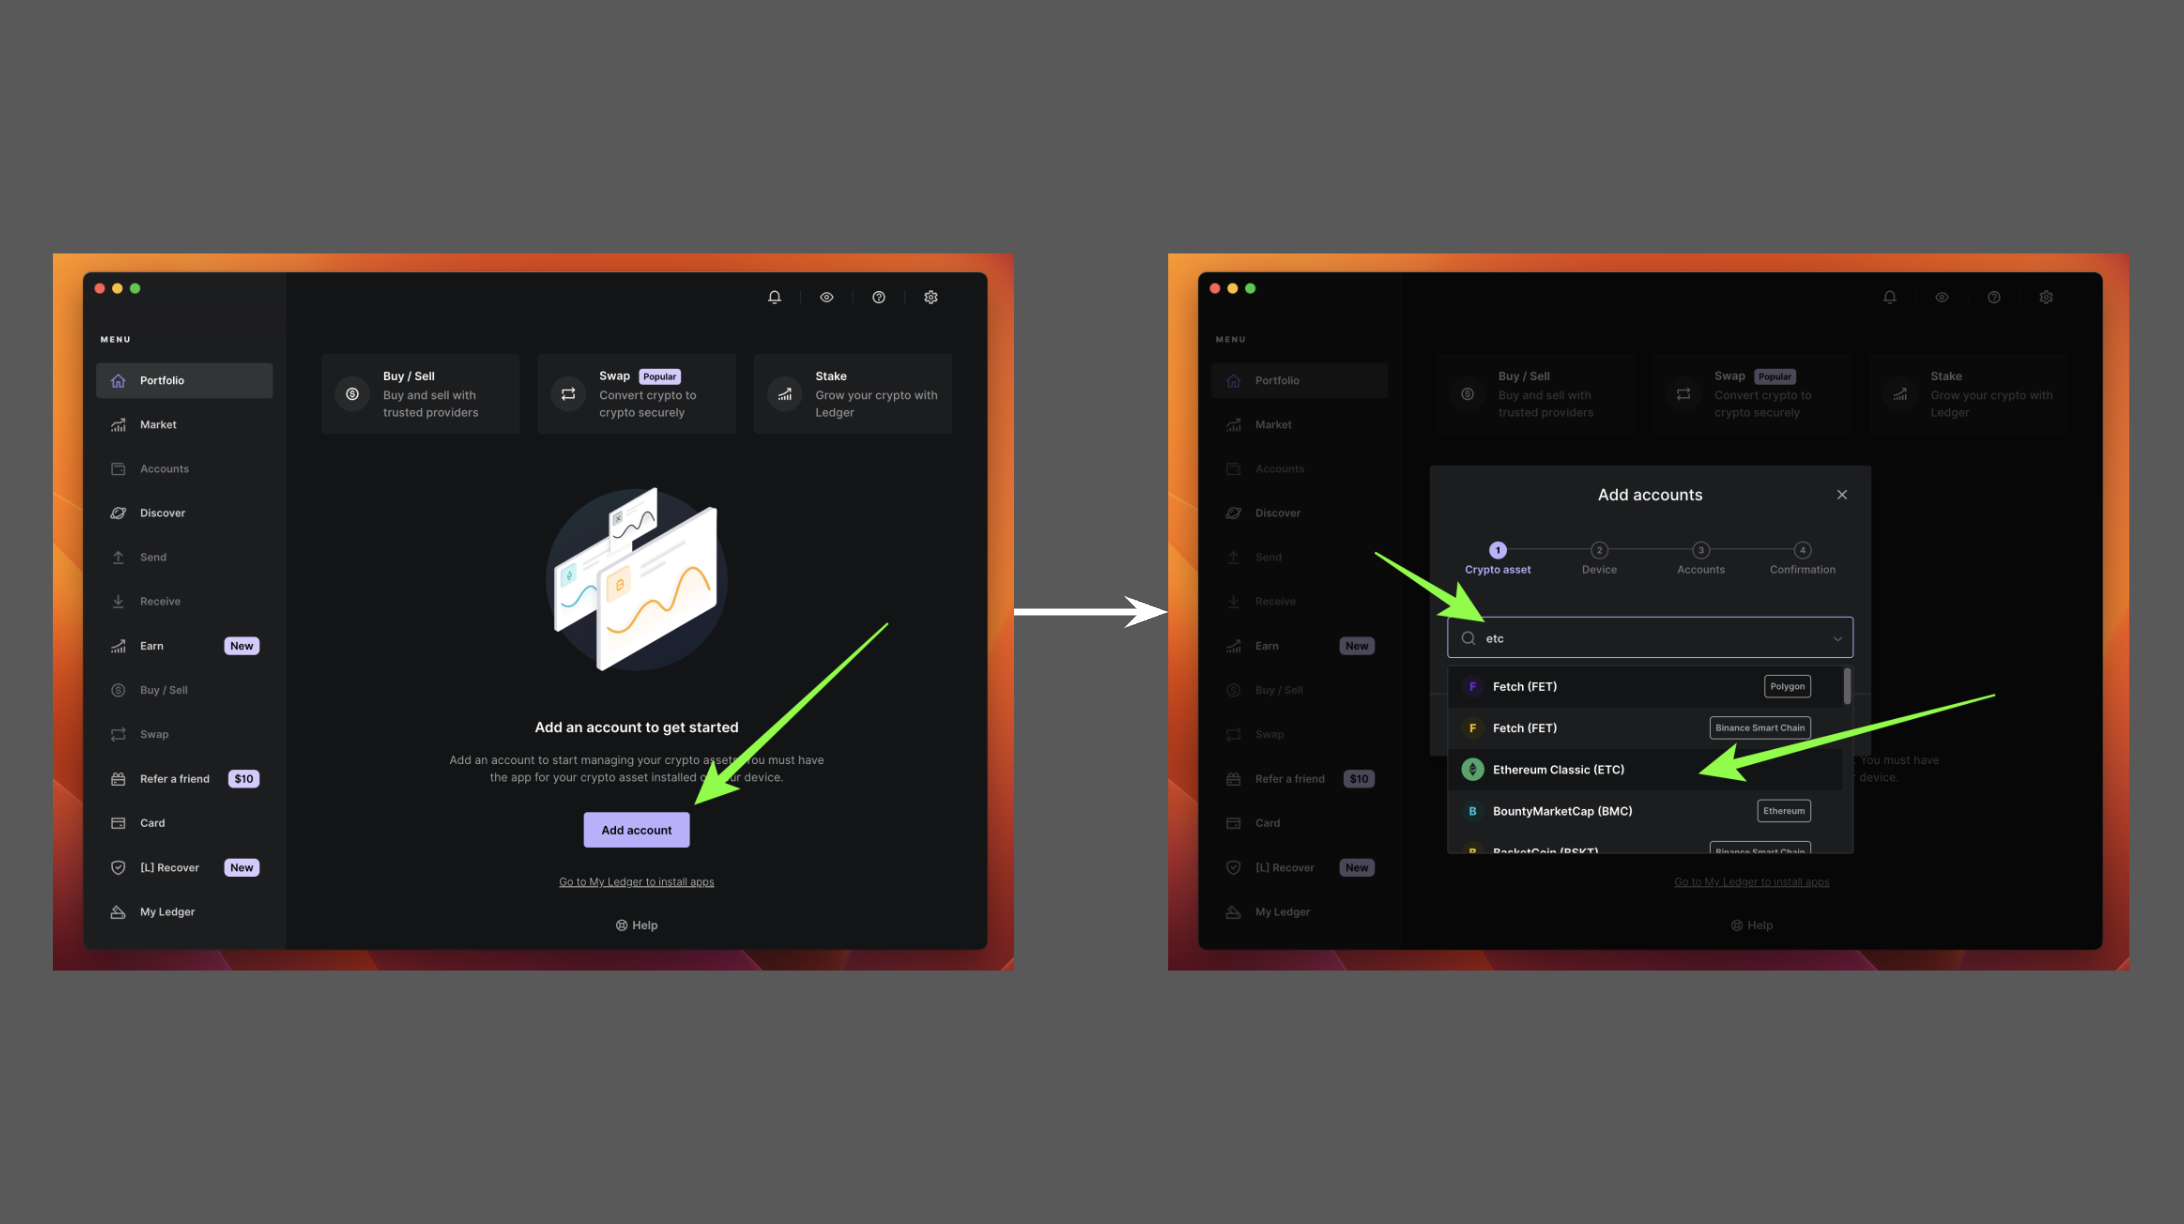 MENU
Portfolio
Market
Accounts
Discover
Send
Receive
Earn New
Buy / Sell
Swap
Refer a friend $10
Card
[L] Recover New
My Ledger
Buy / Sell
Buy and sell with
trusted providers
Swap Popular
Convert crypto to
crypto securely
Stake
Grow your crypto with
Ledger
Add an account to get started
Add an account to start managing your crypto assets. You must have
the app for your crypto asset installed on your device.
Add account
Go to My Ledger to install apps
Help
MENU
Portfolio
Market
Accounts
Discover
Send
Receive
Earn New
Buy / Sell
Swap
Refer a friend $10
Card
[L] Recover New
My Ledger
Buy / Sell
Buy and sell with
trusted providers
Swap Popular
Convert crypto to
crypto securely
Stake
Grow your crypto with
Ledger
Add accounts
1 2 3 4
Crypto asset Device Accounts Confirmation
etc
Fetch (FET) Polygon
Fetch (FET) Binance Smart Chain
Ethereum Classic (ETC)
BountyMarketCap (BMC) Ethereum
BasketCoin (BSKT) Binance Smart Chain
You must have
device.
Go to My Ledger to install apps
Help